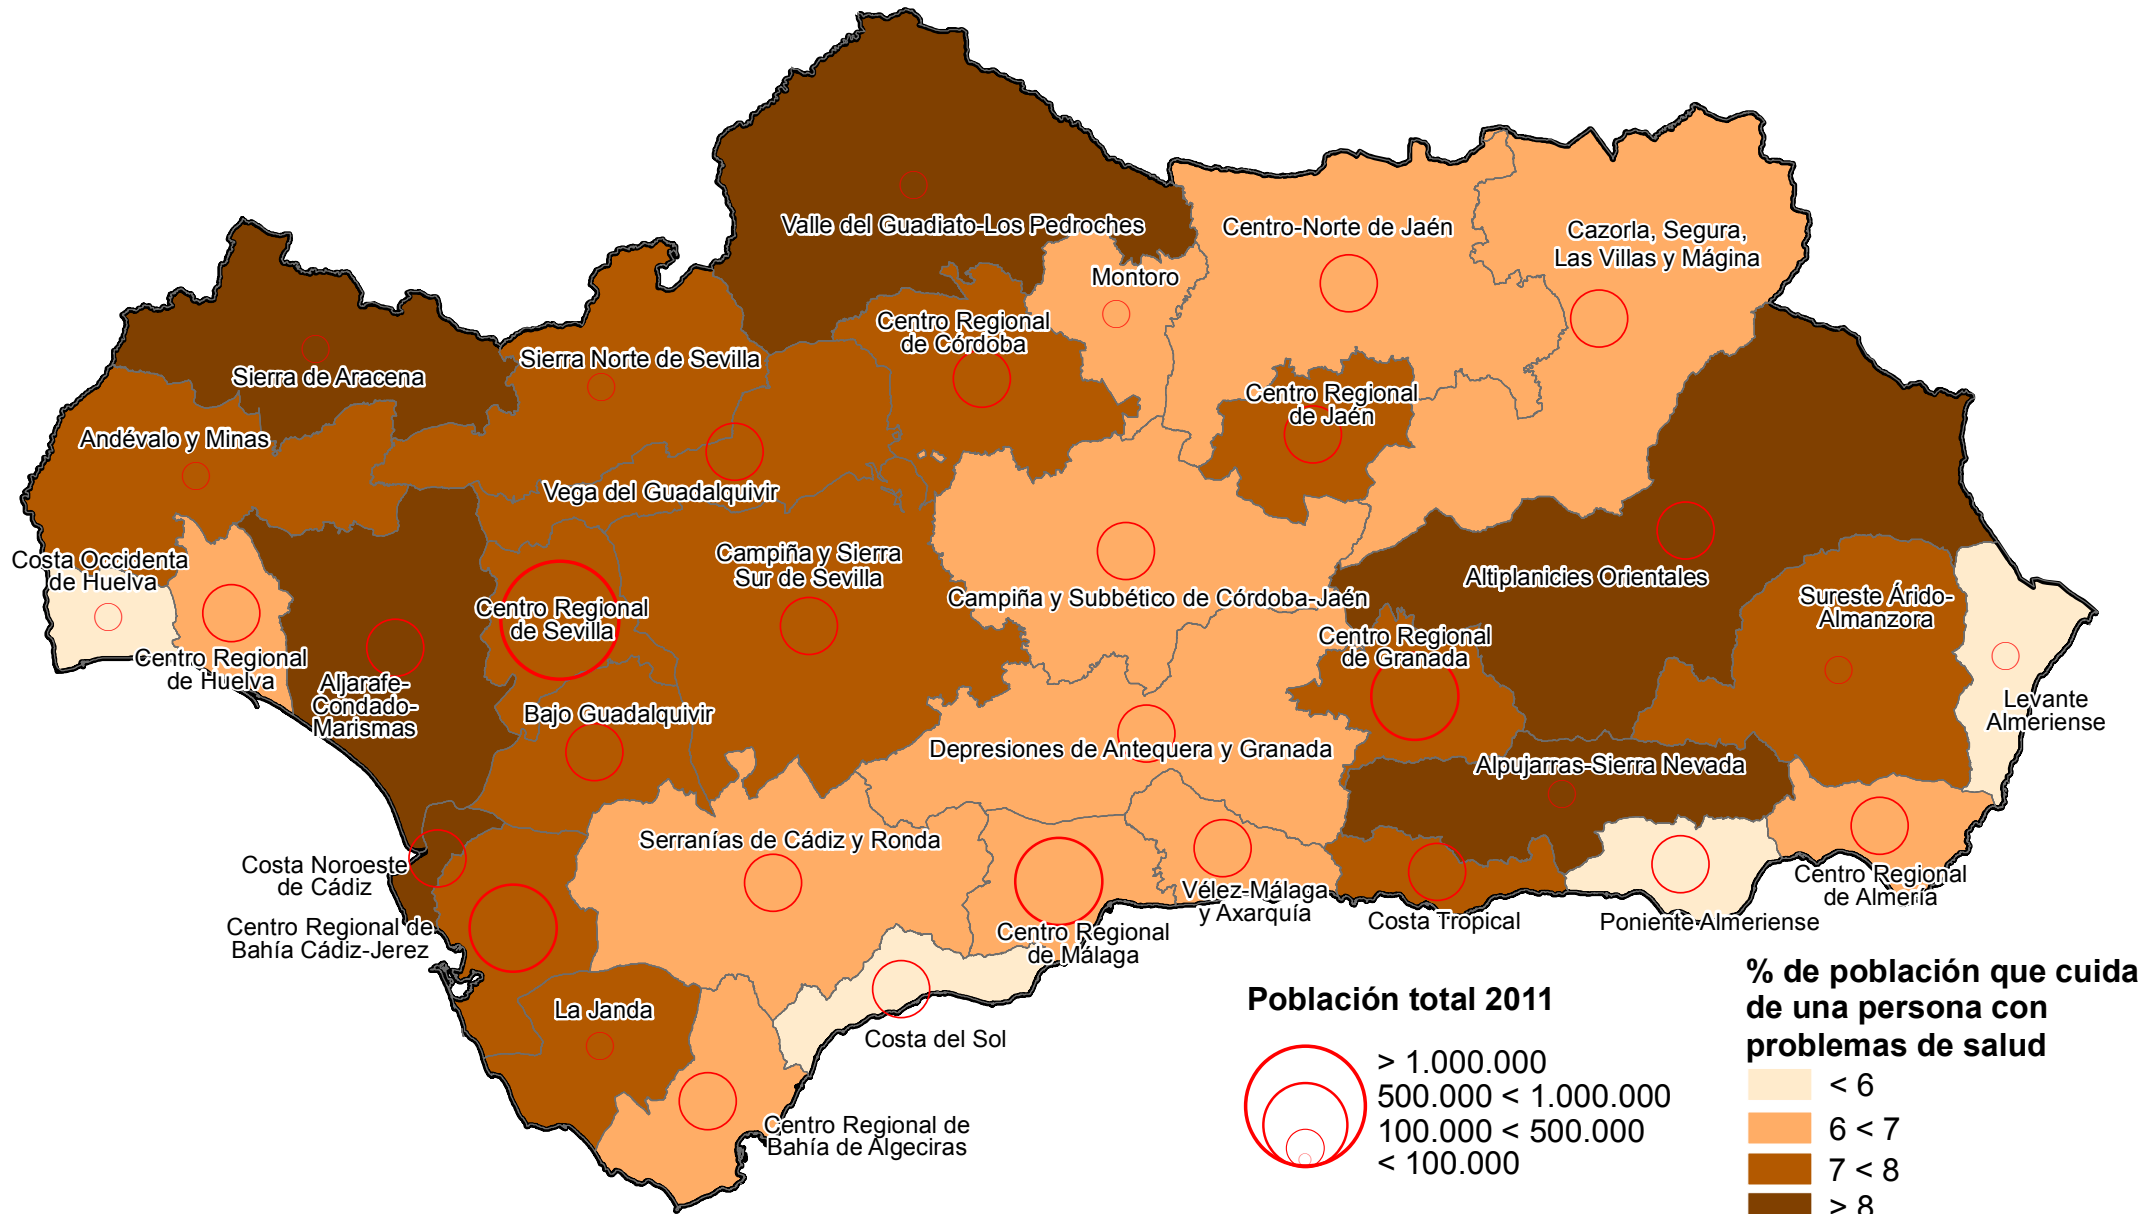 Valle del Guadiato-Los Pedroches
Centro-Norte de Jaén
Cazorla, Segura,
Las Villas y Mágina
Montoro
Centro Regional
de Córdoba
Sierra Norte de Sevilla
Sierra de Aracena
Centro Regional
de Jaén
Andévalo y Minas
Vega del Guadalquivir
Costa Occidenta
de Huelva
Campiña y Sierra
Sur de Sevilla
Altiplanicies Orientales
Campiña y Subbético de Córdoba-Jaén
Sureste Árido-
Almanzora
Centro Regional
de Sevilla
Centro Regional
de Granada
Centro Regional
de Huelva
Aljarafe-
Condado-
Marismas
Bajo Guadalquivir
Levante
Almeriense
Depresiones de Antequera y Granada
Alpujarras-Sierra Nevada
Serranías de Cádiz y Ronda
Costa Noroeste
de Cádiz
Vélez-Málaga
y Axarquía
Centro Regional
de Almería
Costa Tropical
Poniente Almeriense
Centro Regional de
Bahía Cádiz-Jerez
Centro Regional
de Málaga
La Janda
Costa del Sol
Centro Regional de
Bahía de Algeciras
Población total 2011
> 1.000.000
500.000 < 1.000.000
100.000 < 500.000
< 100.000
% de población que cuida
de una persona con
problemas de salud
< 6
6 < 7
7 < 8
> 8